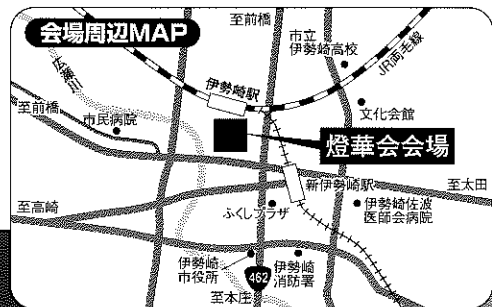 会場周辺MAP
至前橋
市立
伊勢崎高校
JR両毛線
広瀬川
伊勢崎駅
至前橋
市民病院
文化会館
燈華会会場
新伊勢崎駅
至太田
至高崎
ふくしプラザ
伊勢崎佐波
医師会病院
伊勢崎
市役所
462
伊勢崎
消防署
至本庄